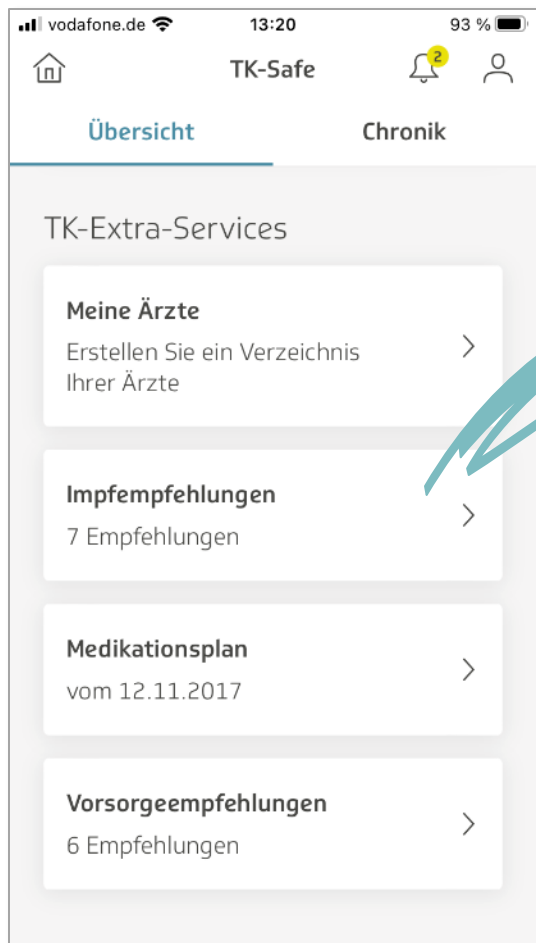 vodafone.de 13:20 93 %
TK-Safe 2
Übersicht Chronik
TK-Extra-Services
Meine Ärzte
Erstellen Sie ein Verzeichnis
Ihrer Ärzte
Impfempfehlungen
7 Empfehlungen
Medikationsplan
vom 12.11.2017
Vorsorgeempfehlungen
6 Empfehlungen